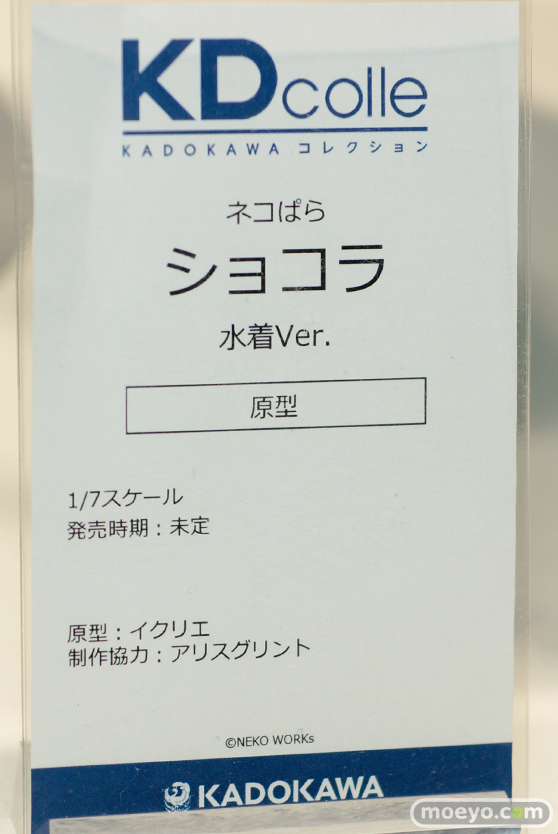 KDcolle
KADOKAWA コレクション
ネコぱら
ショコラ
水着Ver.
原型
1/7スケール
発売時期：未定
原型：イクリエ
制作協力：アリスグリント
©NEKO WORKs
KADOKAWA
moeyo.com